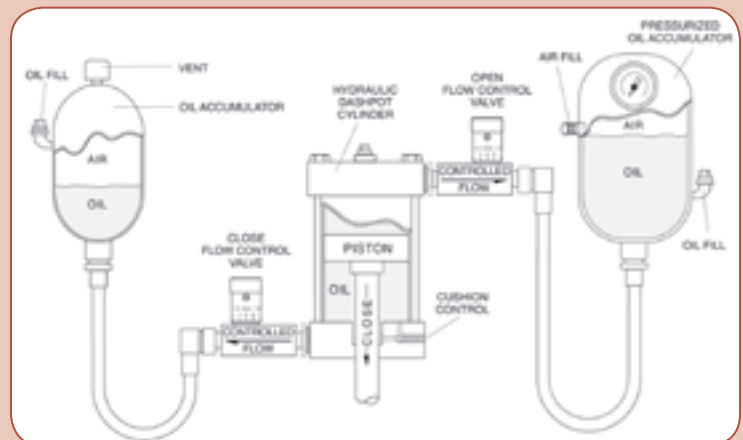 OIL FILL
VENT
OIL ACCUMULATOR
AIR
OIL
CLOSE
FLOW CONTROL
VALVE
CONTROLLED
FLOW
HYDRAULIC
DASHPOT
CYLINDER
PISTON
OIL
CLOSE
CUSHION
CONTROL
OPEN
FLOW CONTROL
VALVE
CONTROLLED
FLOW
PRESSURIZED
OIL ACCUMULATOR
AIR FILL
AIR
OIL
OIL FILL